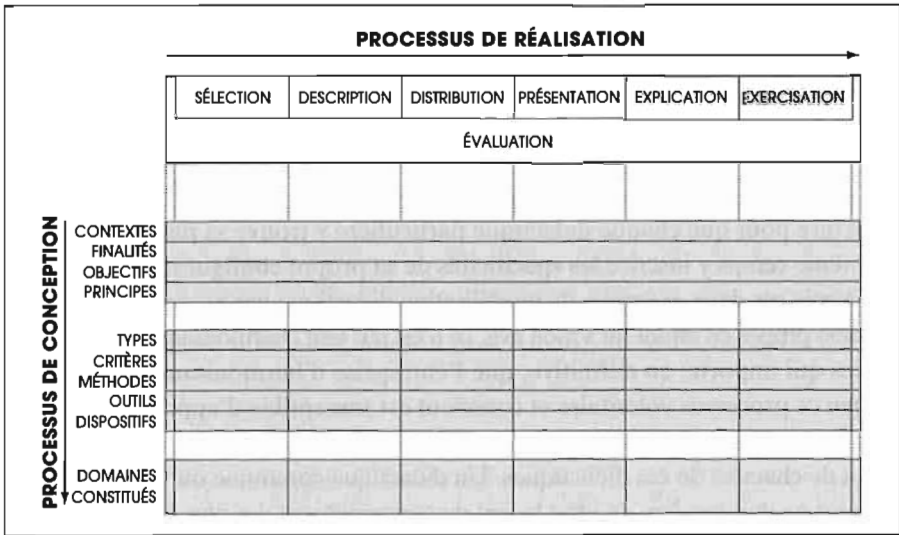 PROCESSUS DE RÉALISATION
SÉLECTION DESCRIPTION DISTRIBUTION PRÉSENTATION EXPLICATION EXERCISATION
ÉVALUATION
PROCESSUS DE CONCEPTION
CONTEXTES
FINALITÉS
OBJECTIFS
PRINCIPES
TYPES
CRITÈRES
MÉTHODES
OUTILS
DISPOSITIFS
DOMAINES
CONSTITUÉS